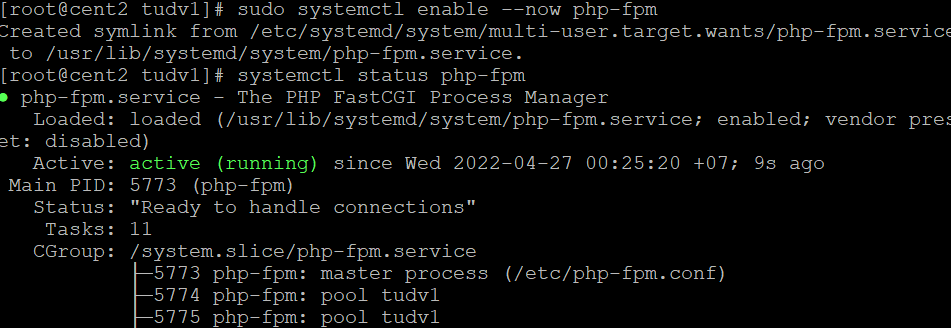 [root@cent2 tudv1]# sudo systemctl enable --now php-fpm
Created symlink from /etc/systemd/system/multi-user.target.wants/php-fpm.service
 to /usr/lib/systemd/system/php-fpm.service.
[root@cent2 tudv1]# systemctl status php-fpm
● php-fpm.service - The PHP FastCGI Process Manager
   Loaded: loaded (/usr/lib/systemd/system/php-fpm.service; enabled; vendor pres
et: disabled)
   Active: active (running) since Wed 2022-04-27 00:25:20 +07; 9s ago
 Main PID: 5773 (php-fpm)
   Status: "Ready to handle connections"
    Tasks: 11
   CGroup: /system.slice/php-fpm.service
           ├─5773 php-fpm: master process (/etc/php-fpm.conf)
           ├─5774 php-fpm: pool tudv1
           ├─5775 php-fpm: pool tudv1